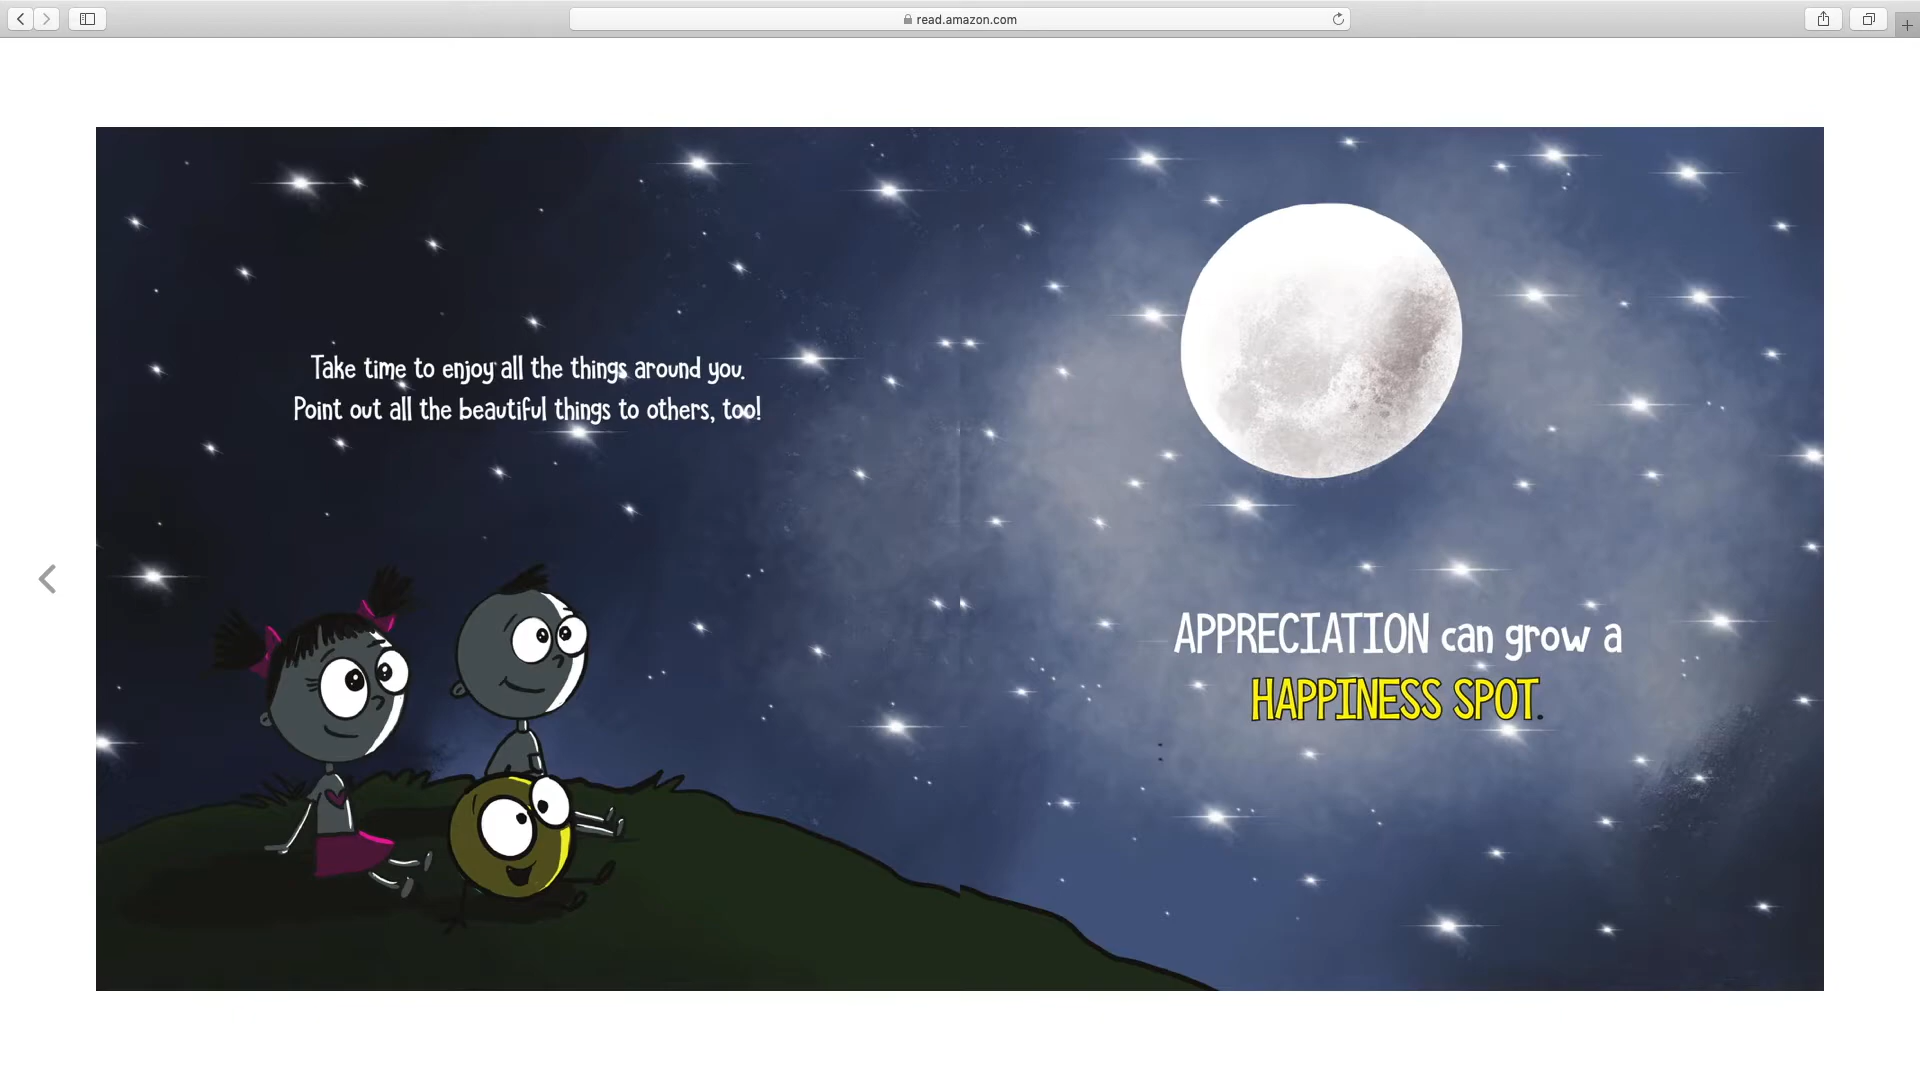 read.amazon.com
Take time to enjoy all the things around you.
Point out all the beautiful things to others, too!
APPRECIATION can grow a
HAPPINESS SPOT.